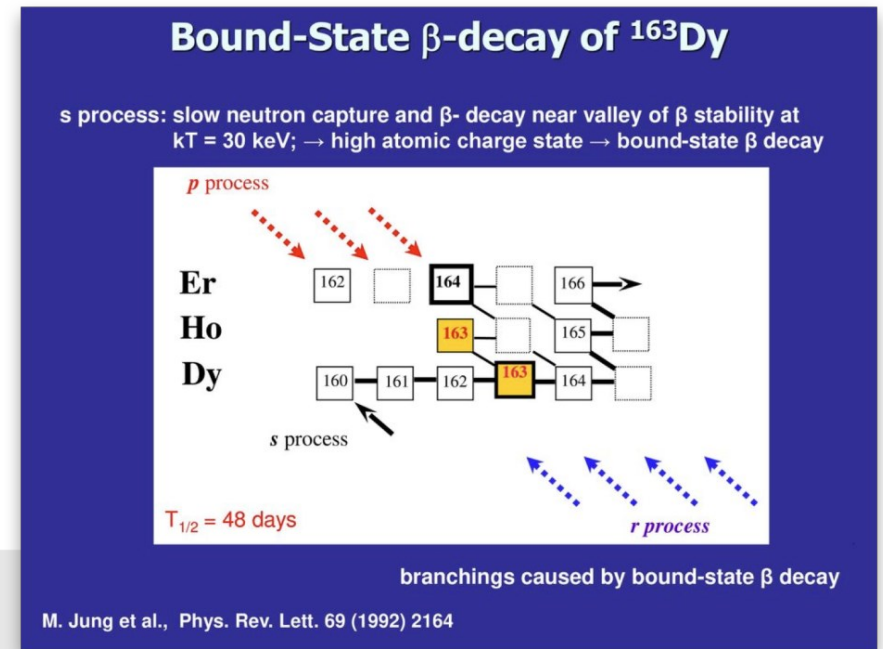 Bound-State β-decay of ¹⁶³Dy
s process: slow neutron capture and β- decay near valley of β stability at
kT = 30 keV; → high atomic charge state → bound-state β decay
p process
Er 162 164 166
Ho 163 165
Dy 160 161 162 163 164
s process
T1/2 = 48 days
r process
branchings caused by bound-state β decay
M. Jung et al., Phys. Rev. Lett. 69 (1992) 2164